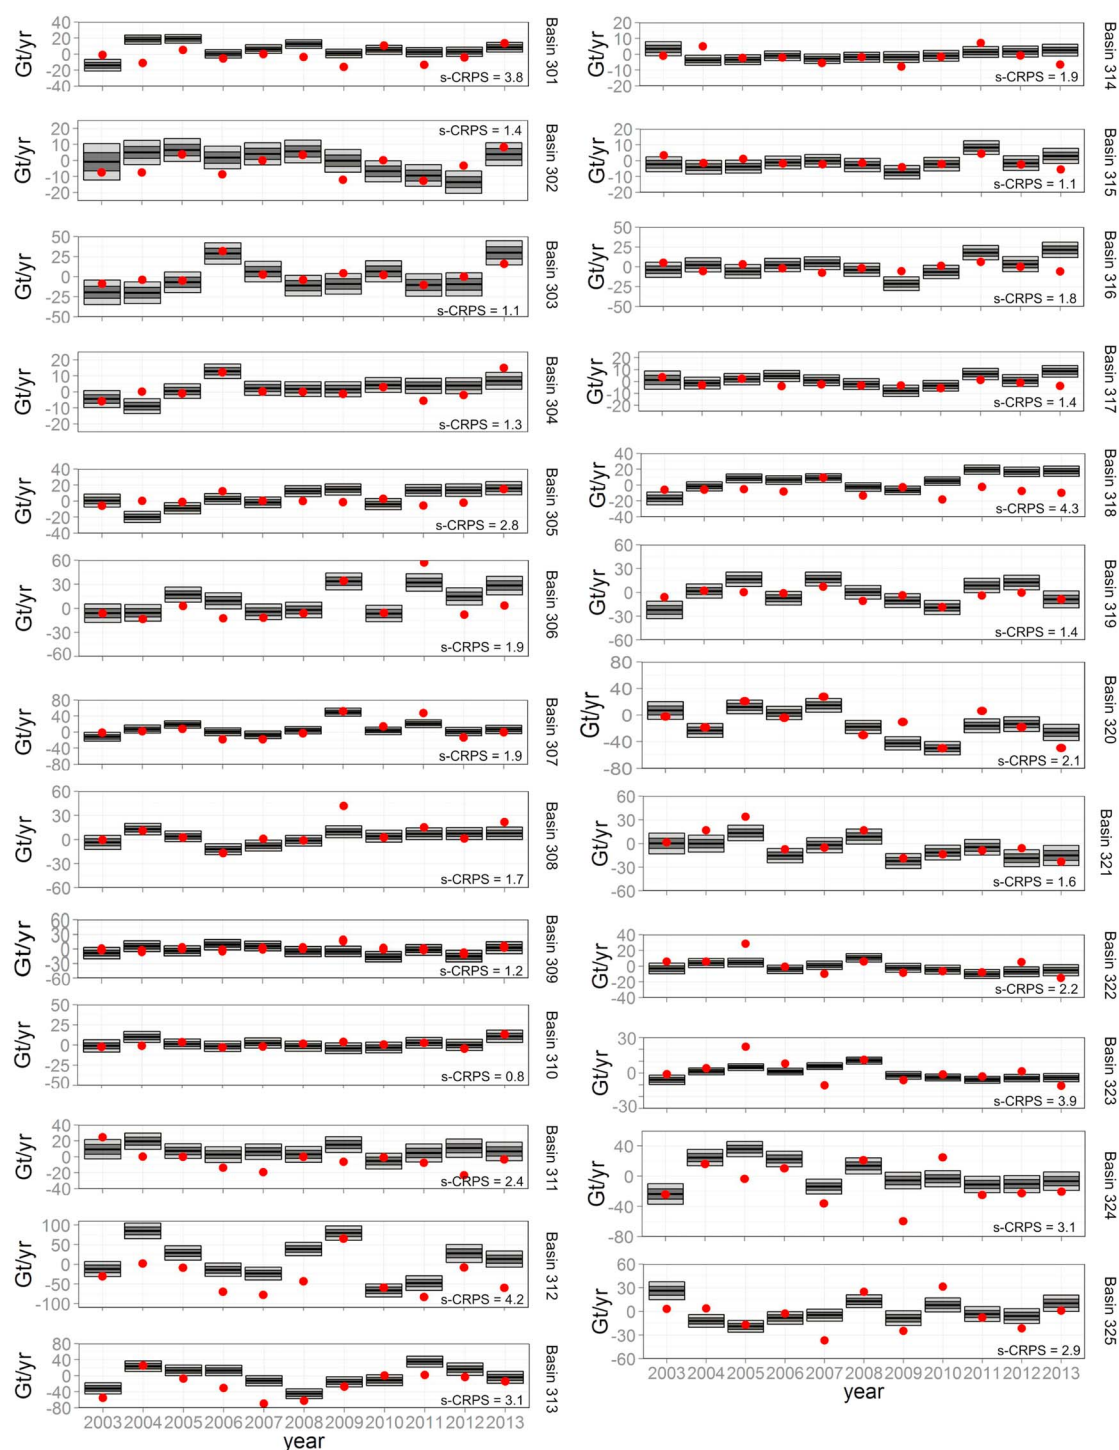 Gt/yr
40
20
0
-20
-40
s-CRPS = 3.8
Basin 301
Gt/yr
20
10
0
-10
-20
s-CRPS = 1.4
Basin 302
Gt/yr
50
25
0
-25
-50
s-CRPS = 1.1
Basin 303
Gt/yr
20
10
0
-10
-20
s-CRPS = 1.3
Basin 304
Gt/yr
40
20
0
-20
-40
s-CRPS = 2.8
Basin 305
Gt/yr
60
30
0
-30
-60
s-CRPS = 1.9
Basin 306
Gt/yr
80
40
0
-40
-80
s-CRPS = 1.9
Basin 307
Gt/yr
60
30
0
-30
-60
s-CRPS = 1.7
Basin 308
Gt/yr
60
30
0
-30
-60
s-CRPS = 1.2
Basin 309
Gt/yr
50
25
0
-25
-50
s-CRPS = 0.8
Basin 310
Gt/yr
40
20
0
-20
-40
s-CRPS = 2.4
Basin 311
Gt/yr
100
50
0
-50
-100
s-CRPS = 4.2
Basin 312
Gt/yr
80
40
0
-40
-80
s-CRPS = 3.1
Basin 313
2003 2004 2005 2006 2007 2008 2009 2010 2011 2012 2013
year
Gt/yr
20
10
0
-10
-20
s-CRPS = 1.9
Basin 314
Gt/yr
20
10
0
-10
-20
s-CRPS = 1.1
Basin 315
Gt/yr
50
25
0
-25
-50
s-CRPS = 1.8
Basin 316
Gt/yr
20
10
0
-10
-20
s-CRPS = 1.4
Basin 317
Gt/yr
40
20
0
-20
-40
s-CRPS = 4.3
Basin 318
Gt/yr
60
30
0
-30
-60
s-CRPS = 1.4
Basin 319
Gt/yr
80
40
0
-40
-80
s-CRPS = 2.1
Basin 320
Gt/yr
60
30
0
-30
-60
s-CRPS = 1.6
Basin 321
Gt/yr
40
20
0
-20
-40
s-CRPS = 2.2
Basin 322
Gt/yr
30
10
0
-10
30
s-CRPS = 3.9
Basin 323
Gt/yr
40
0
-40
-80
s-CRPS = 3.1
Basin 324
Gt/yr
60
30
0
-30
-60
s-CRPS = 2.9
Basin 325
2003 2004 2005 2006 2007 2008 2009 2010 2011 2012 2013
year